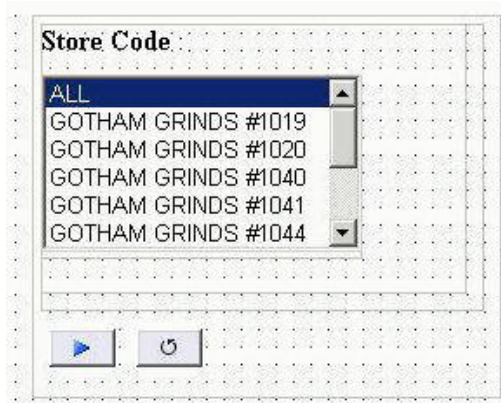 Store Code
ALL
GOTHAM GRINDS #1019
GOTHAM GRINDS #1020
GOTHAM GRINDS #1040
GOTHAM GRINDS #1041
GOTHAM GRINDS #1044